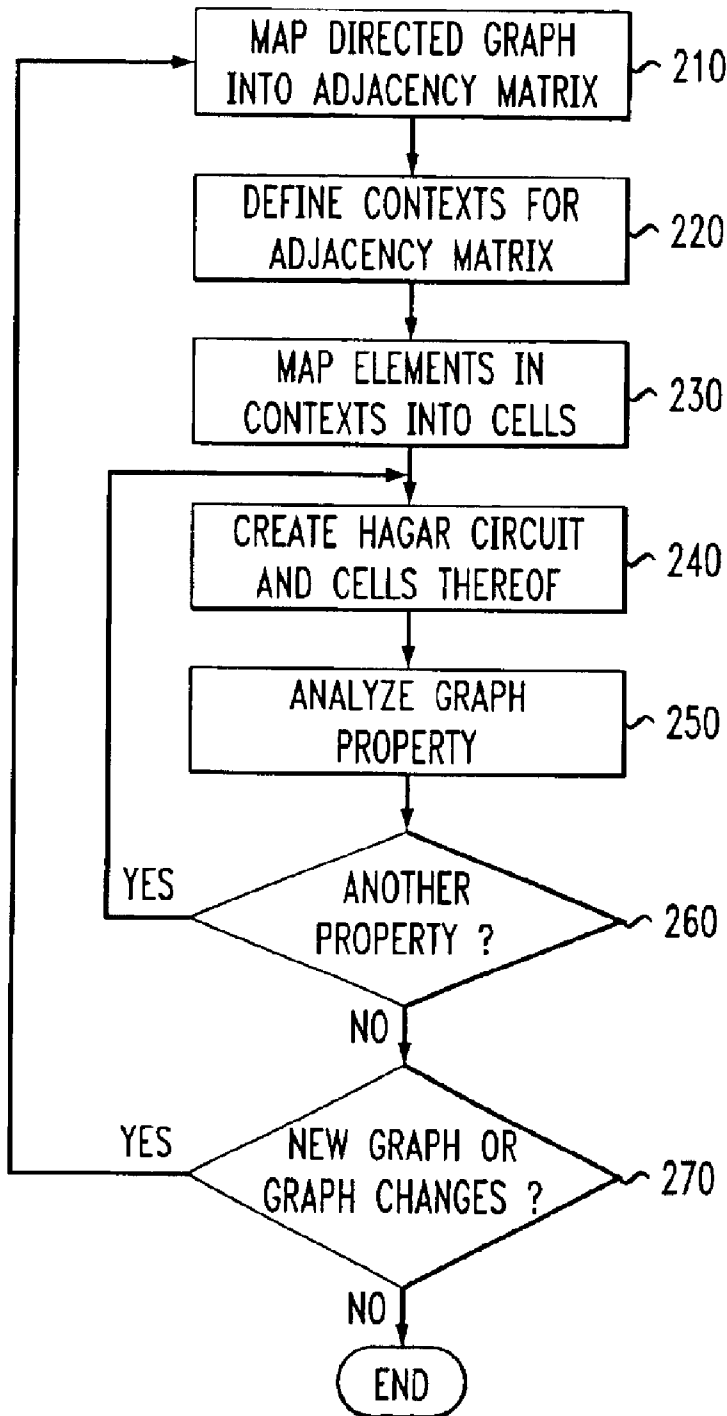 MAP DIRECTED GRAPH
INTO ADJACENCY MATRIX
210
DEFINE CONTEXTS FOR
ADJACENCY MATRIX
220
MAP ELEMENTS IN
CONTEXTS INTO CELLS
230
CREATE HAGAR CIRCUIT
AND CELLS THEREOF
240
ANALYZE GRAPH
PROPERTY
250
YES
ANOTHER
PROPERTY ?
260
NO
YES
NEW GRAPH OR
GRAPH CHANGES ?
270
NO
END